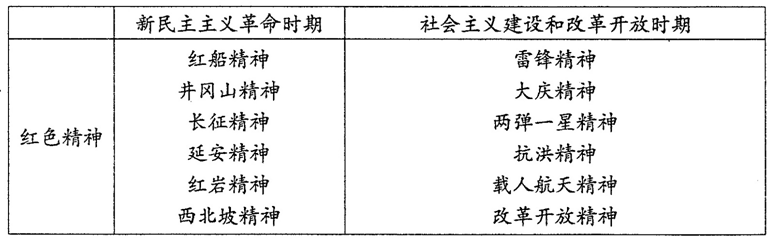 新民主主义革命时期 社会主义建设和改革开放时期
红色精神
红船精神 雷锋精神
井冈山精神 大庆精神
长征精神 两弹一星精神
延安精神 抗洪精神
红岩精神 载人航天精神
西北坡精神 改革开放精神